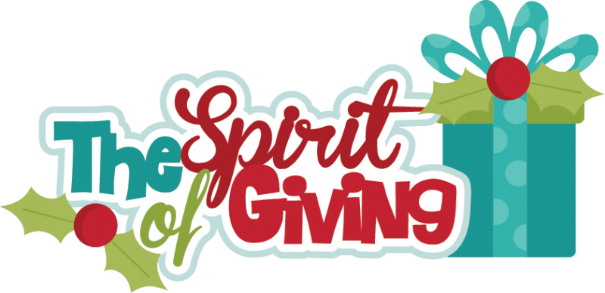 The Spirit
of Giving